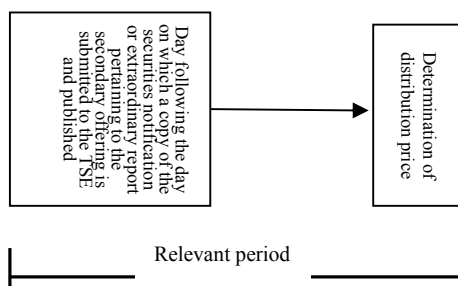 Day following the day
on which a copy of the
securities notification
or extraordinary report
pertaining to the
secondary offering is
submitted to the TSE
and published
Determination of
distribution price
Relevant period